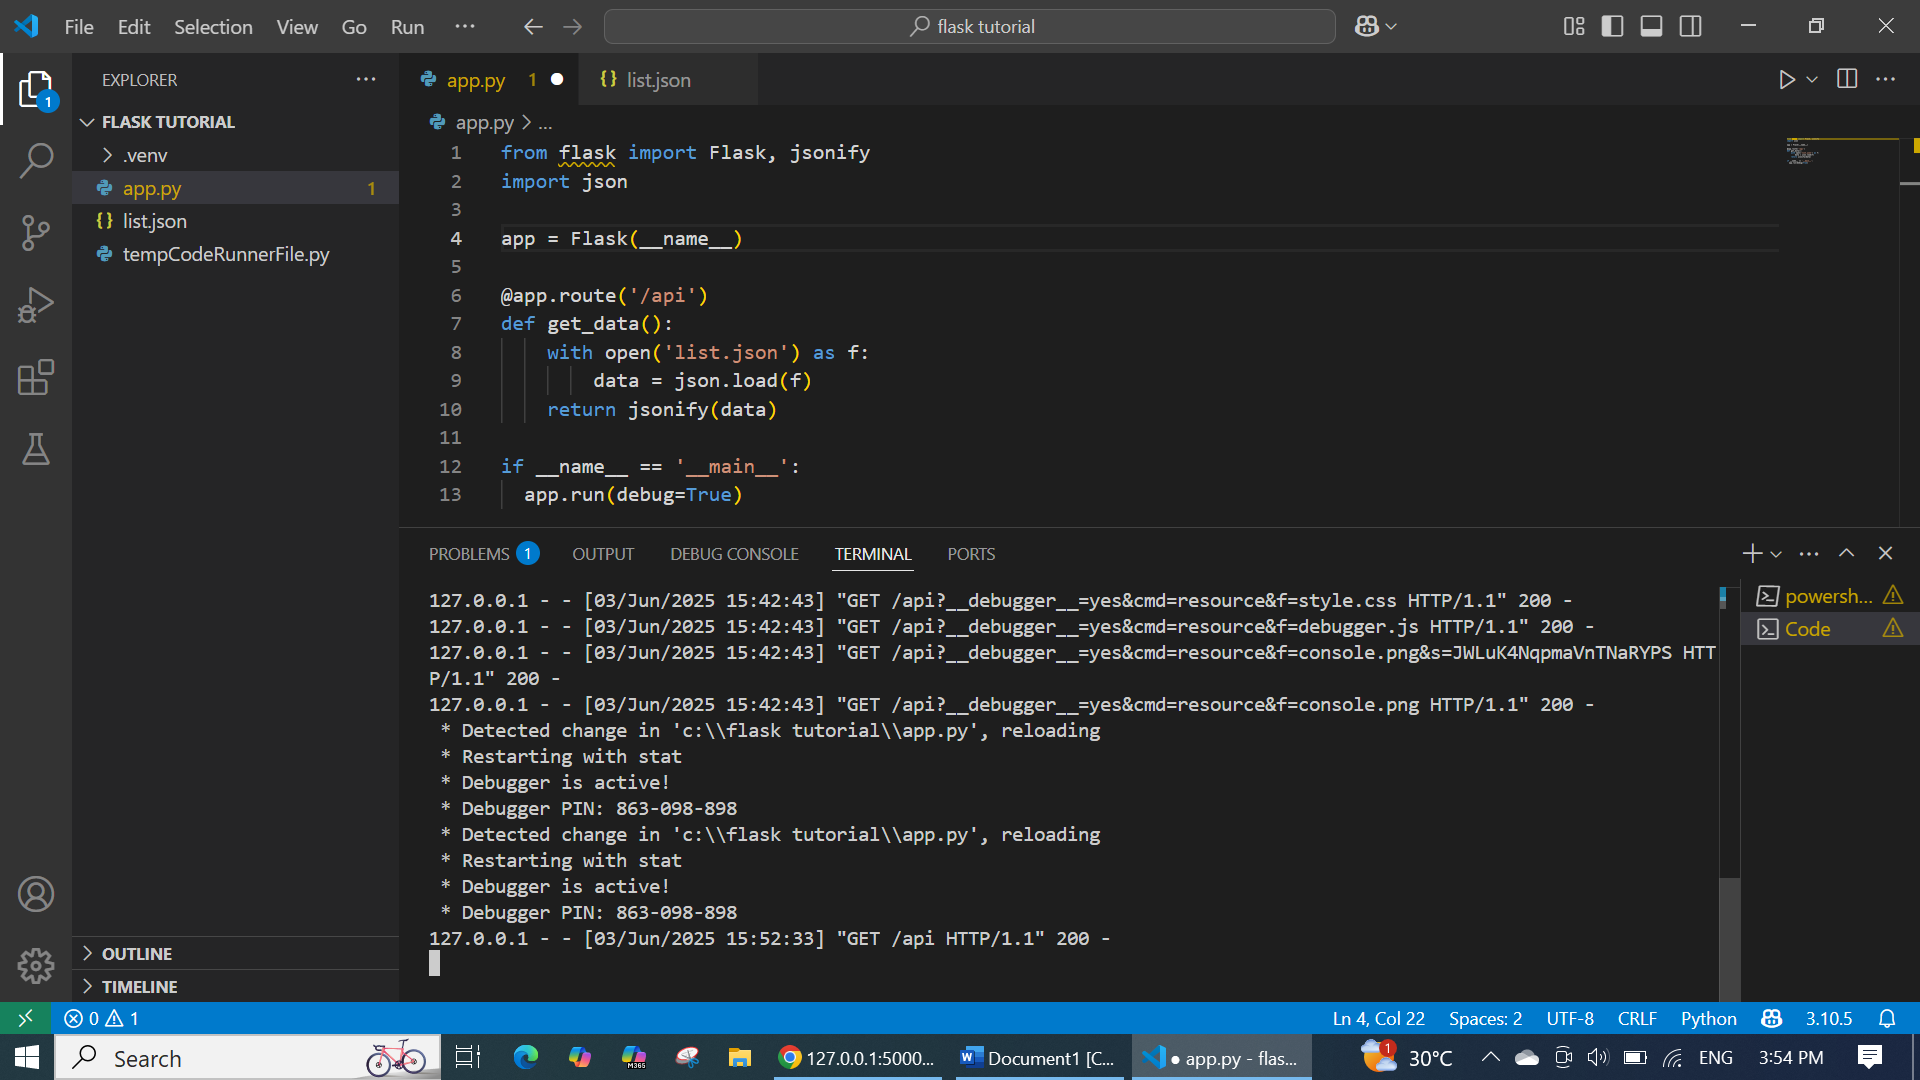 File Edit Selection View Go Run ··· flask tutorial
EXPLORER
1
FLASK TUTORIAL
.venv
app.py 1
list.json
tempCodeRunnerFile.py
OUTLINE
TIMELINE
app.py 1 list.json
app.py > ...
1 from flask import Flask, jsonify
2 import json
3
4 app = Flask(__name__)
5
6 @app.route('/api')
7 def get_data():
8 with open('list.json') as f:
9 data = json.load(f)
10 return jsonify(data)
11
12 if __name__ == '__main__':
13 app.run(debug=True)
PROBLEMS 1 OUTPUT DEBUG CONSOLE TERMINAL PORTS
127.0.0.1 - - [03/Jun/2025 15:42:43] "GET /api?__debugger__=yes&cmd=resource&f=style.css HTTP/1.1" 200 -
127.0.0.1 - - [03/Jun/2025 15:42:43] "GET /api?__debugger__=yes&cmd=resource&f=debugger.js HTTP/1.1" 200 -
127.0.0.1 - - [03/Jun/2025 15:42:43] "GET /api?__debugger__=yes&cmd=resource&f=console.png&s=JWLuK4NqpmaVnTNaRYPS HTT
P/1.1" 200 -
127.0.0.1 - - [03/Jun/2025 15:42:43] "GET /api?__debugger__=yes&cmd=resource&f=console.png HTTP/1.1" 200 -
* Detected change in 'c:\\flask tutorial\\app.py', reloading
* Restarting with stat
* Debugger is active!
* Debugger PIN: 863-098-898
* Detected change in 'c:\\flask tutorial\\app.py', reloading
* Restarting with stat
* Debugger is active!
* Debugger PIN: 863-098-898
127.0.0.1 - - [03/Jun/2025 15:52:33] "GET /api HTTP/1.1" 200 -
powersh...
Code
0 1 Ln 4, Col 22 Spaces: 2 UTF-8 CRLF Python 3.10.5
Search M365 127.0.0.1:5000... Document1 [C... ● app.py - flas... 1 30°C ENG 3:54 PM